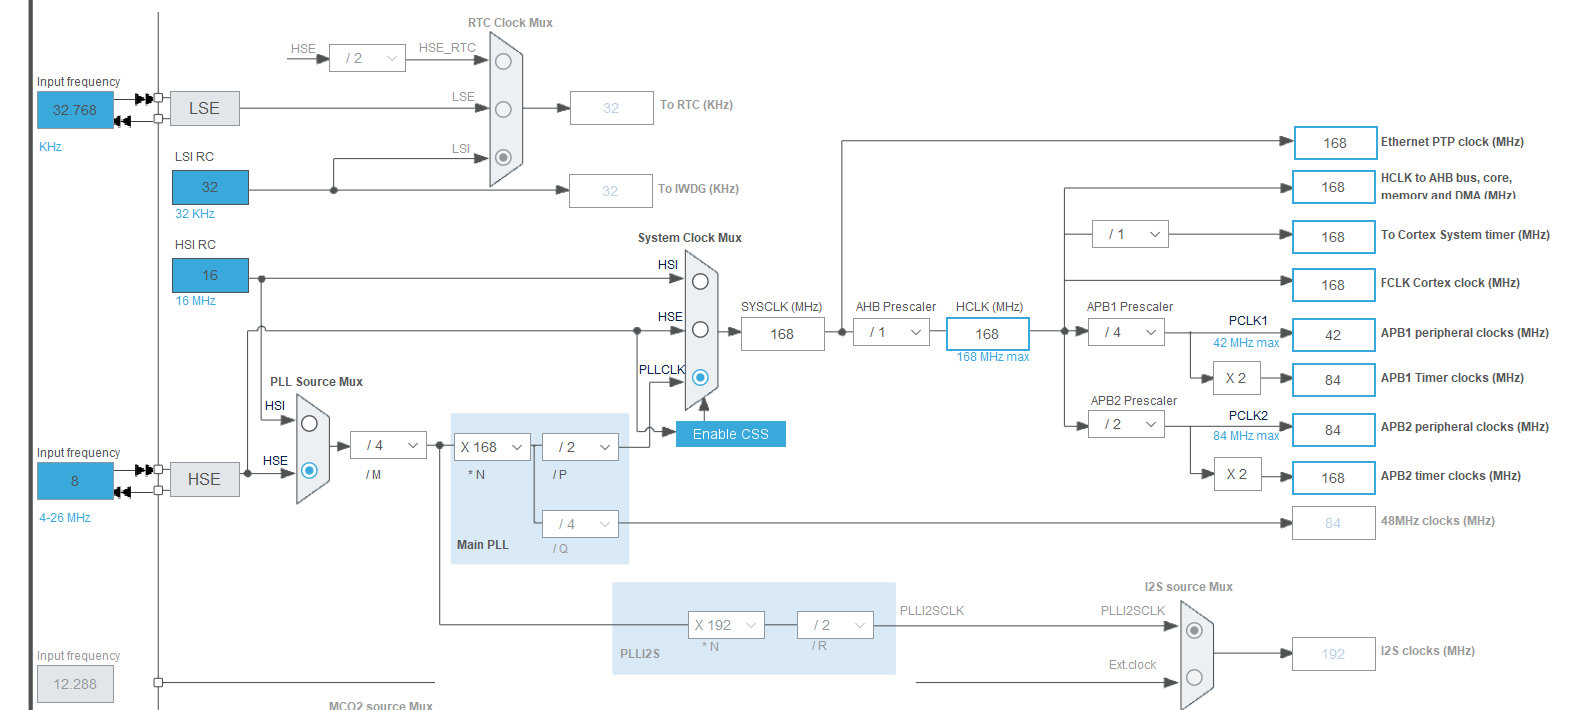 RTC Clock Mux
HSE
/ 2
HSE_RTC
Input frequency
32.768
LSE
LSE
32
To RTC (KHz)
KHz
LSI
LSI RC
32
32 KHz
32
To IWDG (KHz)
168
Ethernet PTP clock (MHz)
168
HCLK to AHB bus, core,
memory and DMA (MHz)
HSI RC
16
16 MHz
System Clock Mux
HSI
/ 1
168
To Cortex System timer (MHz)
168
FCLK Cortex clock (MHz)
HSE
SYSCLK (MHz)
168
AHB Prescaler
/ 1
HCLK (MHz)
168
168 MHz max
APB1 Prescaler
/ 4
PCLK1
42 MHz max
42
APB1 peripheral clocks (MHz)
PLLCLK
X 2
84
APB1 Timer clocks (MHz)
PLL Source Mux
HSI
APB2 Prescaler
/ 2
PCLK2
84 MHz max
84
APB2 peripheral clocks (MHz)
Enable CSS
Input frequency
8
4-26 MHz
HSE
HSE
/ 4
/ M
X 168
* N
/ 2
/ P
X 2
168
APB2 timer clocks (MHz)
/ 4
/ Q
Main PLL
84
48MHz clocks (MHz)
I2S source Mux
PLLI2SCLK
PLLI2SCLK
X 192
* N
/ 2
/ R
PLLI2S
192
I2S clocks (MHz)
Ext.clock
Input frequency
12.288
MCO2 source Mux